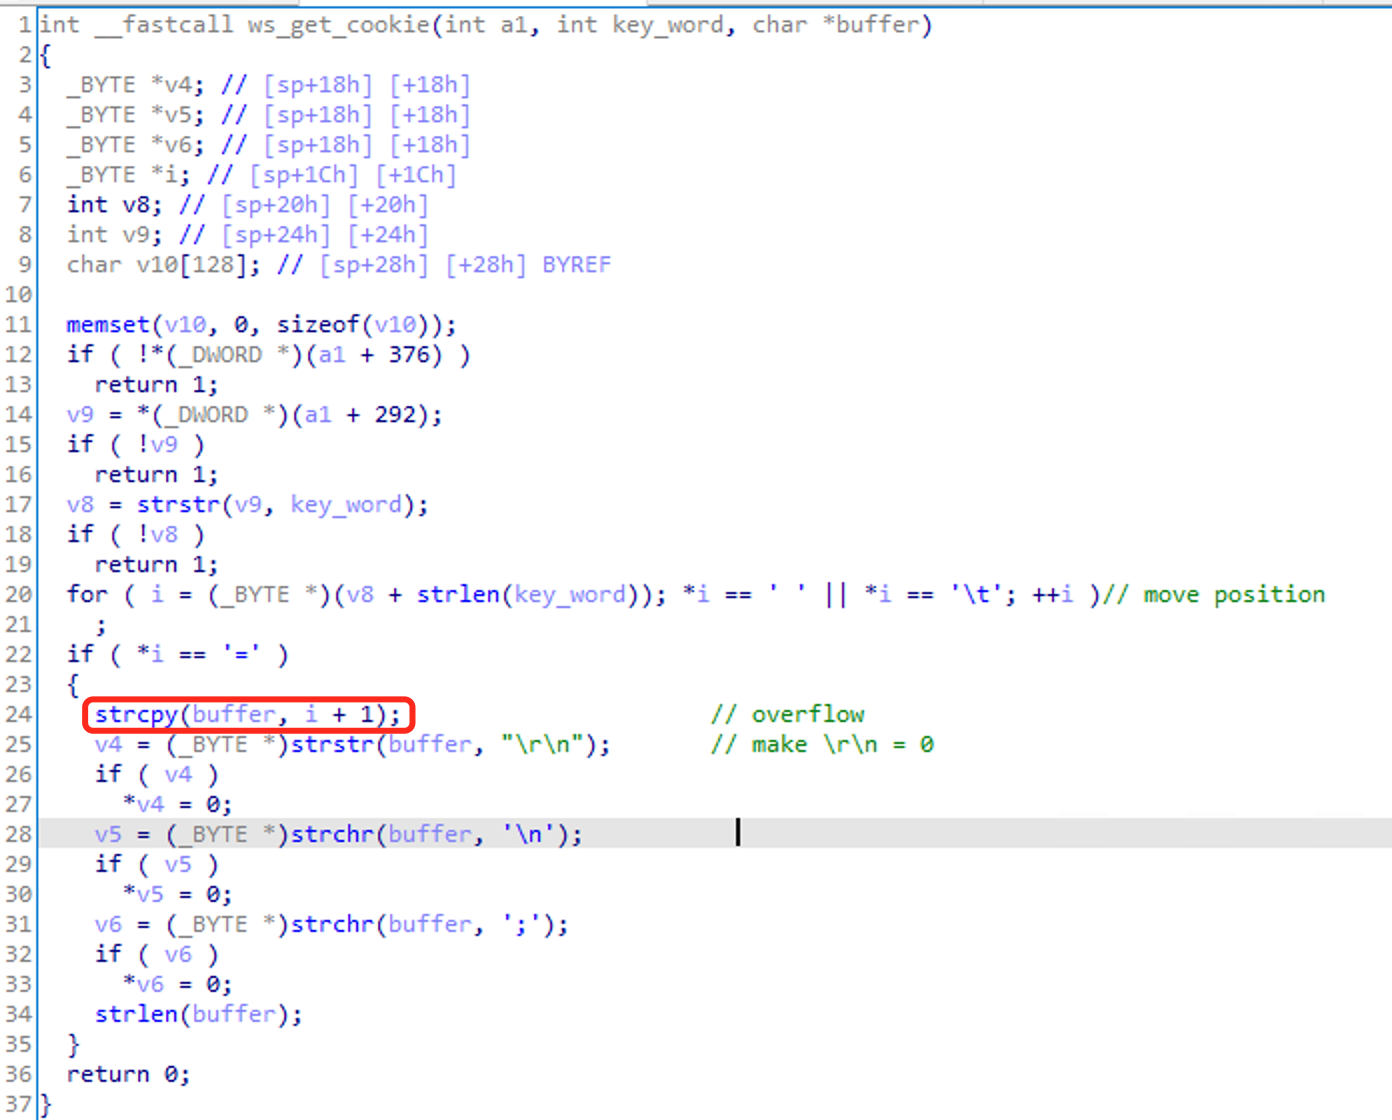 1 int __fastcall ws_get_cookie(int a1, int key_word, char *buffer)
2 {
3   _BYTE *v4; // [sp+18h] [+18h]
4   _BYTE *v5; // [sp+18h] [+18h]
5   _BYTE *v6; // [sp+18h] [+18h]
6   _BYTE *i; // [sp+1Ch] [+1Ch]
7   int v8; // [sp+20h] [+20h]
8   int v9; // [sp+24h] [+24h]
9   char v10[128]; // [sp+28h] [+28h] BYREF
10
11   memset(v10, 0, sizeof(v10));
12   if ( !*(_DWORD *)(a1 + 376) )
13     return 1;
14   v9 = *(_DWORD *)(a1 + 292);
15   if ( !v9 )
16     return 1;
17   v8 = strstr(v9, key_word);
18   if ( !v8 )
19     return 1;
20   for ( i = (_BYTE *)(v8 + strlen(key_word)); *i == ' ' || *i == '\t'; ++i )// move position
21     ;
22   if ( *i == '=' )
23   {
24     strcpy(buffer, i + 1);                      // overflow
25     v4 = (_BYTE *)strstr(buffer, "\r\n");       // make \r\n = 0
26     if ( v4 )
27       *v4 = 0;
28     v5 = (_BYTE *)strchr(buffer, '\n');
29     if ( v5 )
30       *v5 = 0;
31     v6 = (_BYTE *)strchr(buffer, ';');
32     if ( v6 )
33       *v6 = 0;
34     strlen(buffer);
35   }
36   return 0;
37 }